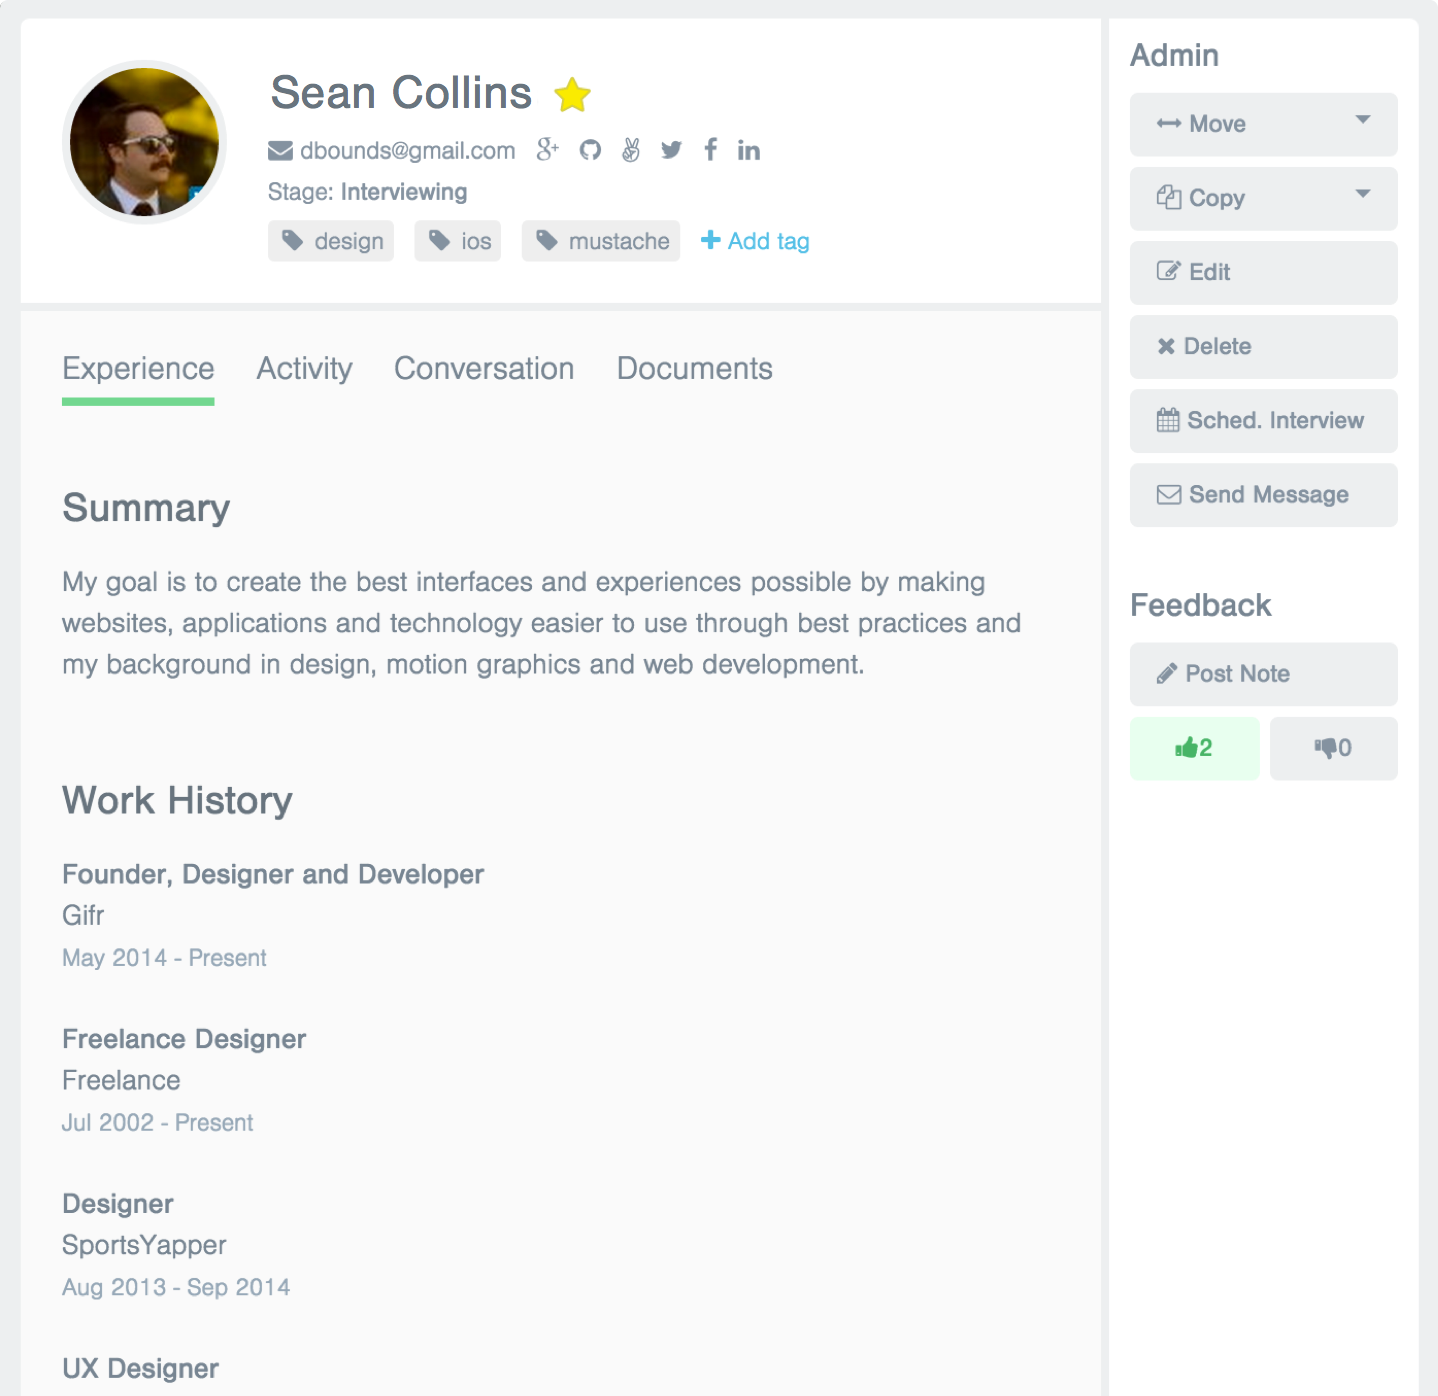 Sean Collins
dbounds@gmail.com
Stage: Interviewing
design ios mustache Add tag
Experience Activity Conversation Documents
Summary
My goal is to create the best interfaces and experiences possible by making
websites, applications and technology easier to use through best practices and
my background in design, motion graphics and web development.
Work History
Founder, Designer and Developer
Gifr
May 2014 - Present
Freelance Designer
Freelance
Jul 2002 - Present
Designer
SportsYapper
Aug 2013 - Sep 2014
UX Designer
Admin
Move
Copy
Edit
Delete
Sched. Interview
Send Message
Feedback
Post Note
2 0